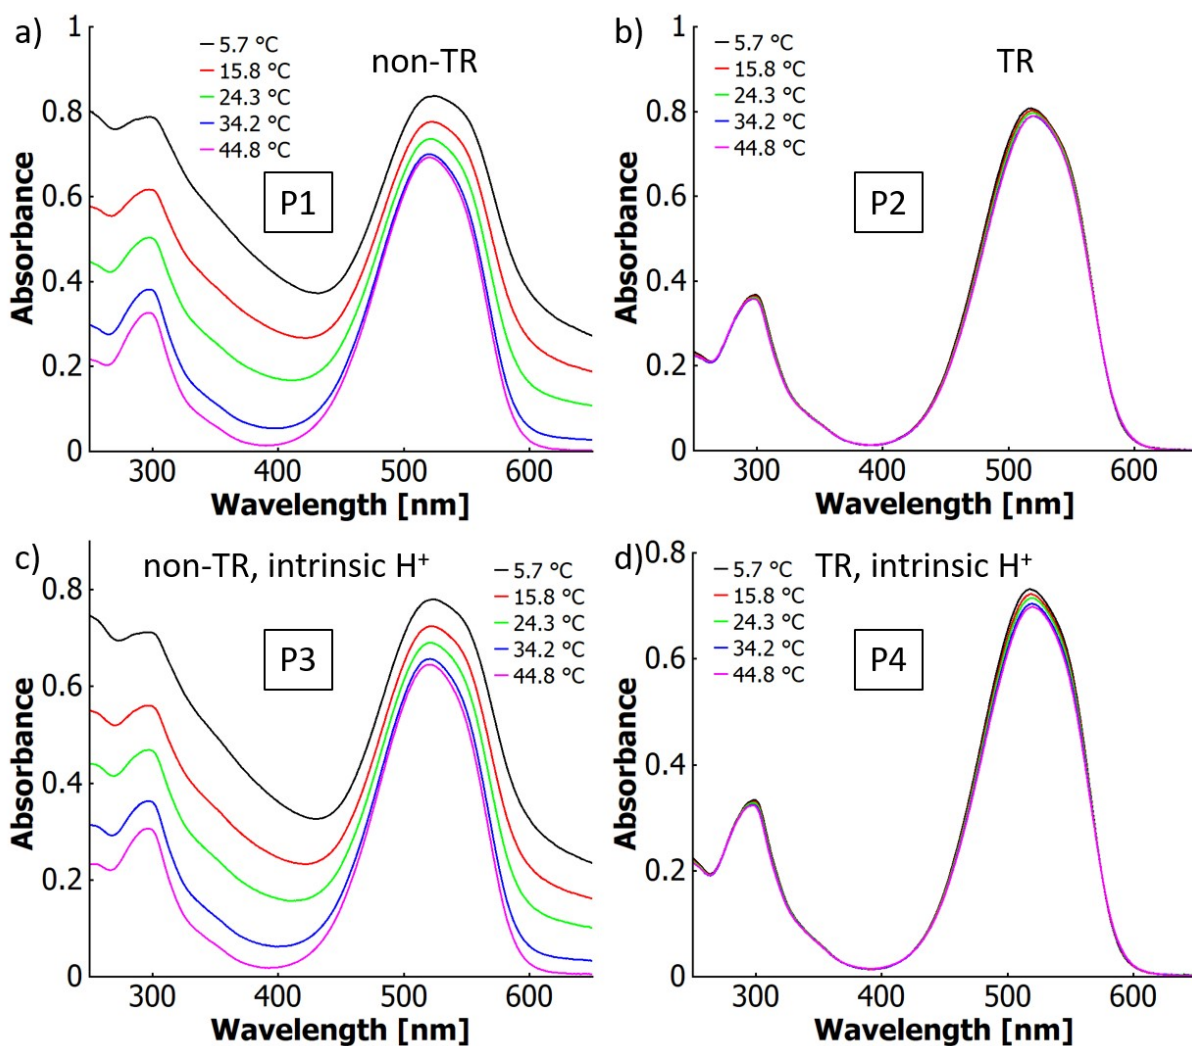 a)
non-TR
5.7 °C
15.8 °C
24.3 °C
34.2 °C
44.8 °C
P1
1
0.8
0.6
0.4
0.2
0
Absorbance
300 400 500 600
Wavelength [nm]
b)
TR
5.7 °C
15.8 °C
24.3 °C
34.2 °C
44.8 °C
P2
1
0.8
0.6
0.4
0.2
0
Absorbance
300 400 500 600
Wavelength [nm]
c)
non-TR, intrinsic H⁺
5.7 °C
15.8 °C
24.3 °C
34.2 °C
44.8 °C
P3
0.8
0.6
0.4
0.2
0
Absorbance
300 400 500 600
Wavelength [nm]
d)
TR, intrinsic H⁺
5.7 °C
15.8 °C
24.3 °C
34.2 °C
44.8 °C
P4
0.8
0.6
0.4
0.2
0
Absorbance
300 400 500 600
Wavelength [nm]